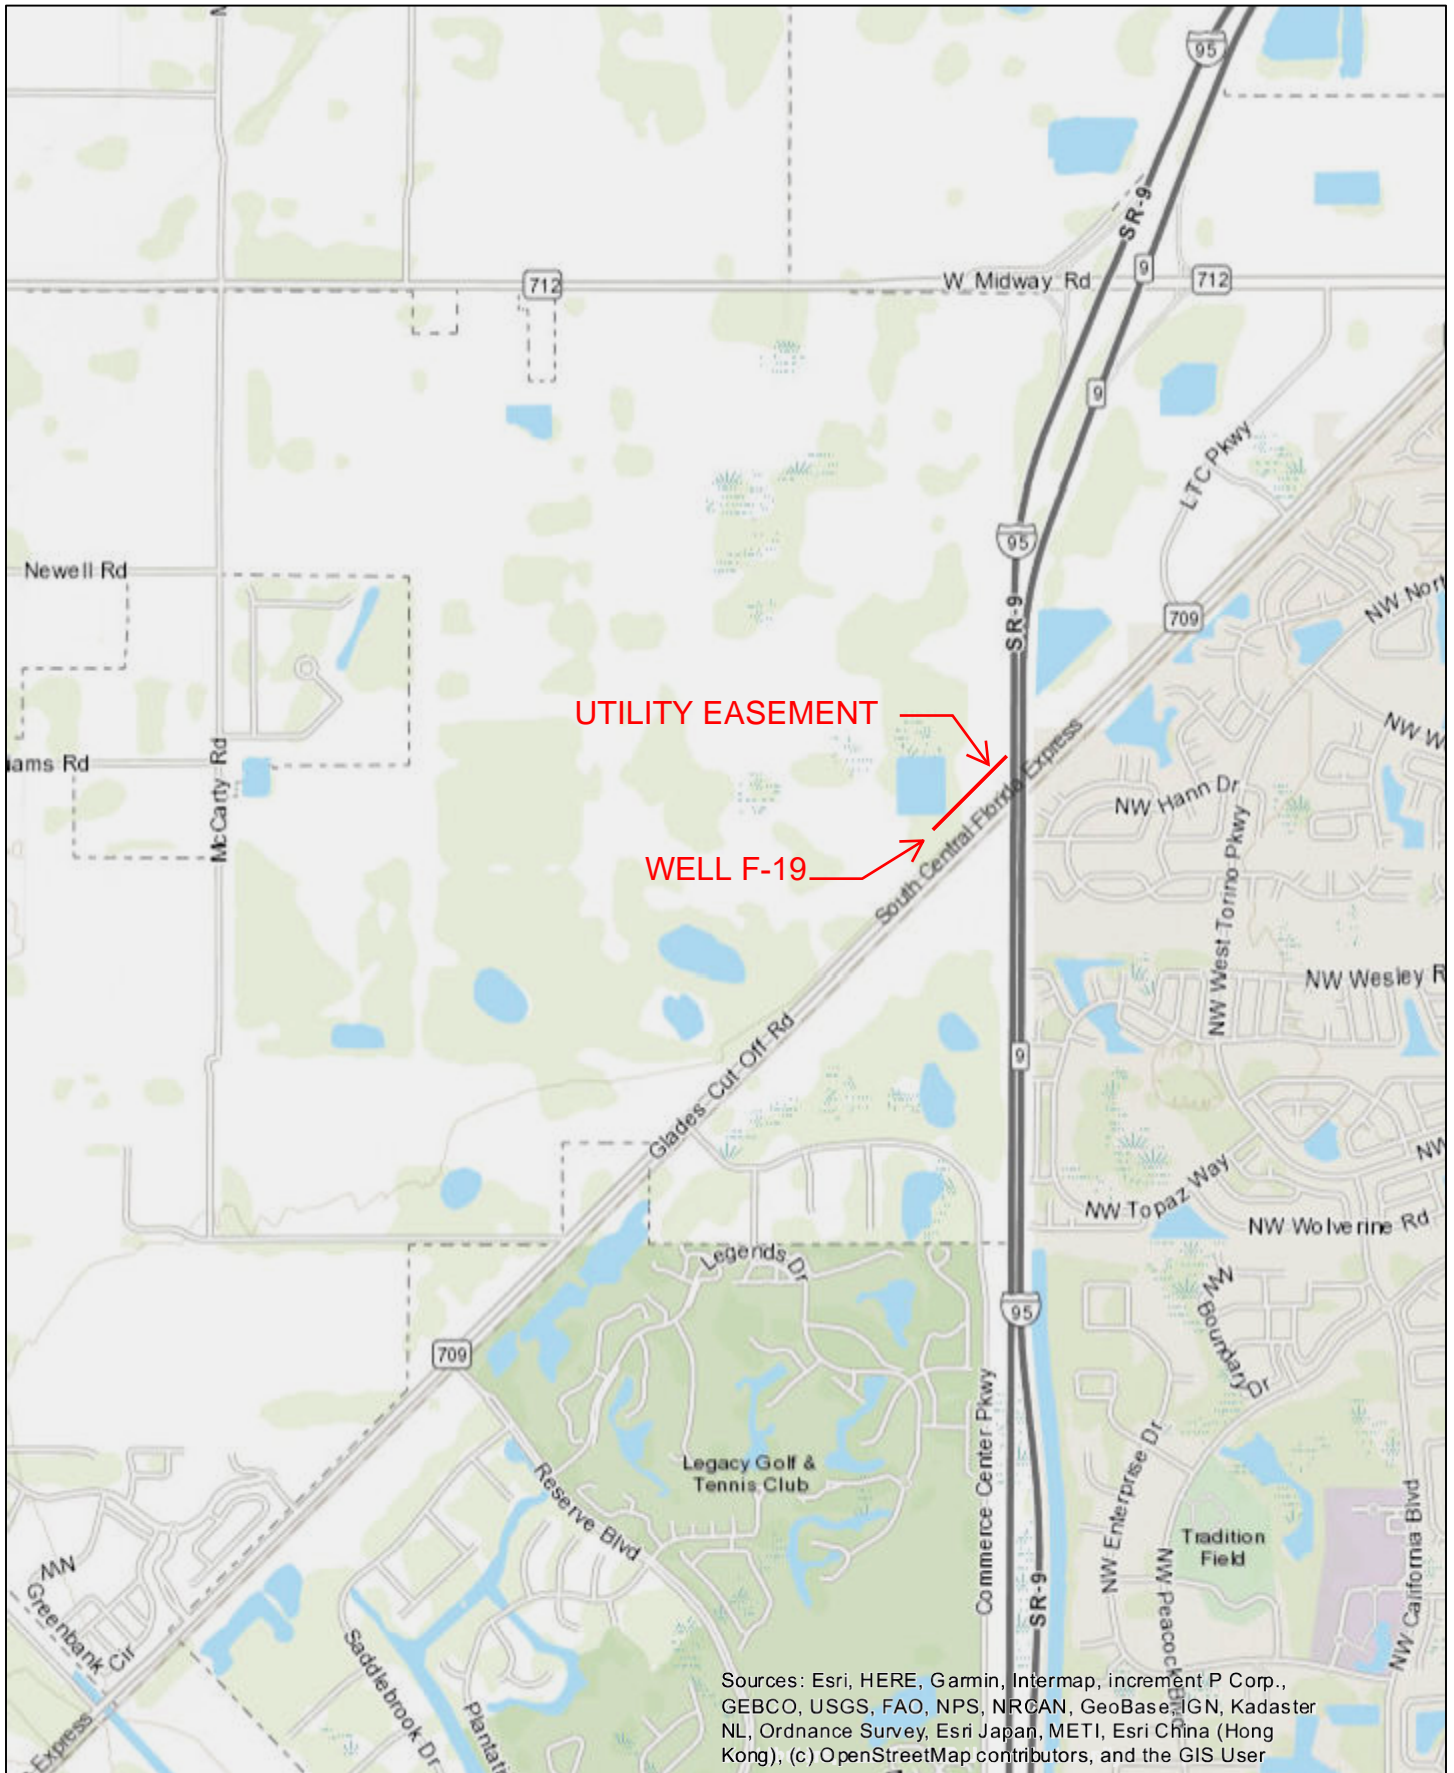 95
SR-9
9
W Midway Rd
712
712
9
LTC Pkwy
95
Newell Rd
SR-9
709
NW Nort
UTILITY EASEMENT
NW W
iams Rd
McCarty Rd
South Central Florida Express
NW Hann Dr
NW West Torino Pkwy
WELL F-19
NW Wesley R
Glades Cut Off Rd
9
NW
NW Topaz Way
NW Wolverine Rd
Legends Dr
95
NW
Boundary Dr
709
Commerce Center Pkwy
NW Enterprise Dr
Legacy Golf &
Tennis Club
Reserve Blvd
NW California Blvd
Tradition
Field
NW Peacock Blvd
SR-9
NW
Greenbank Cir
Saddlebrook Dr
Plantati
Express
Sources: Esri, HERE, Garmin, Intermap, increment P Corp.,
GEBCO, USGS, FAO, NPS, NRCAN, GeoBase, IGN, Kadaster
NL, Ordnance Survey, Esri Japan, METI, Esri China (Hong
Kong), (c) OpenStreetMap contributors, and the GIS User